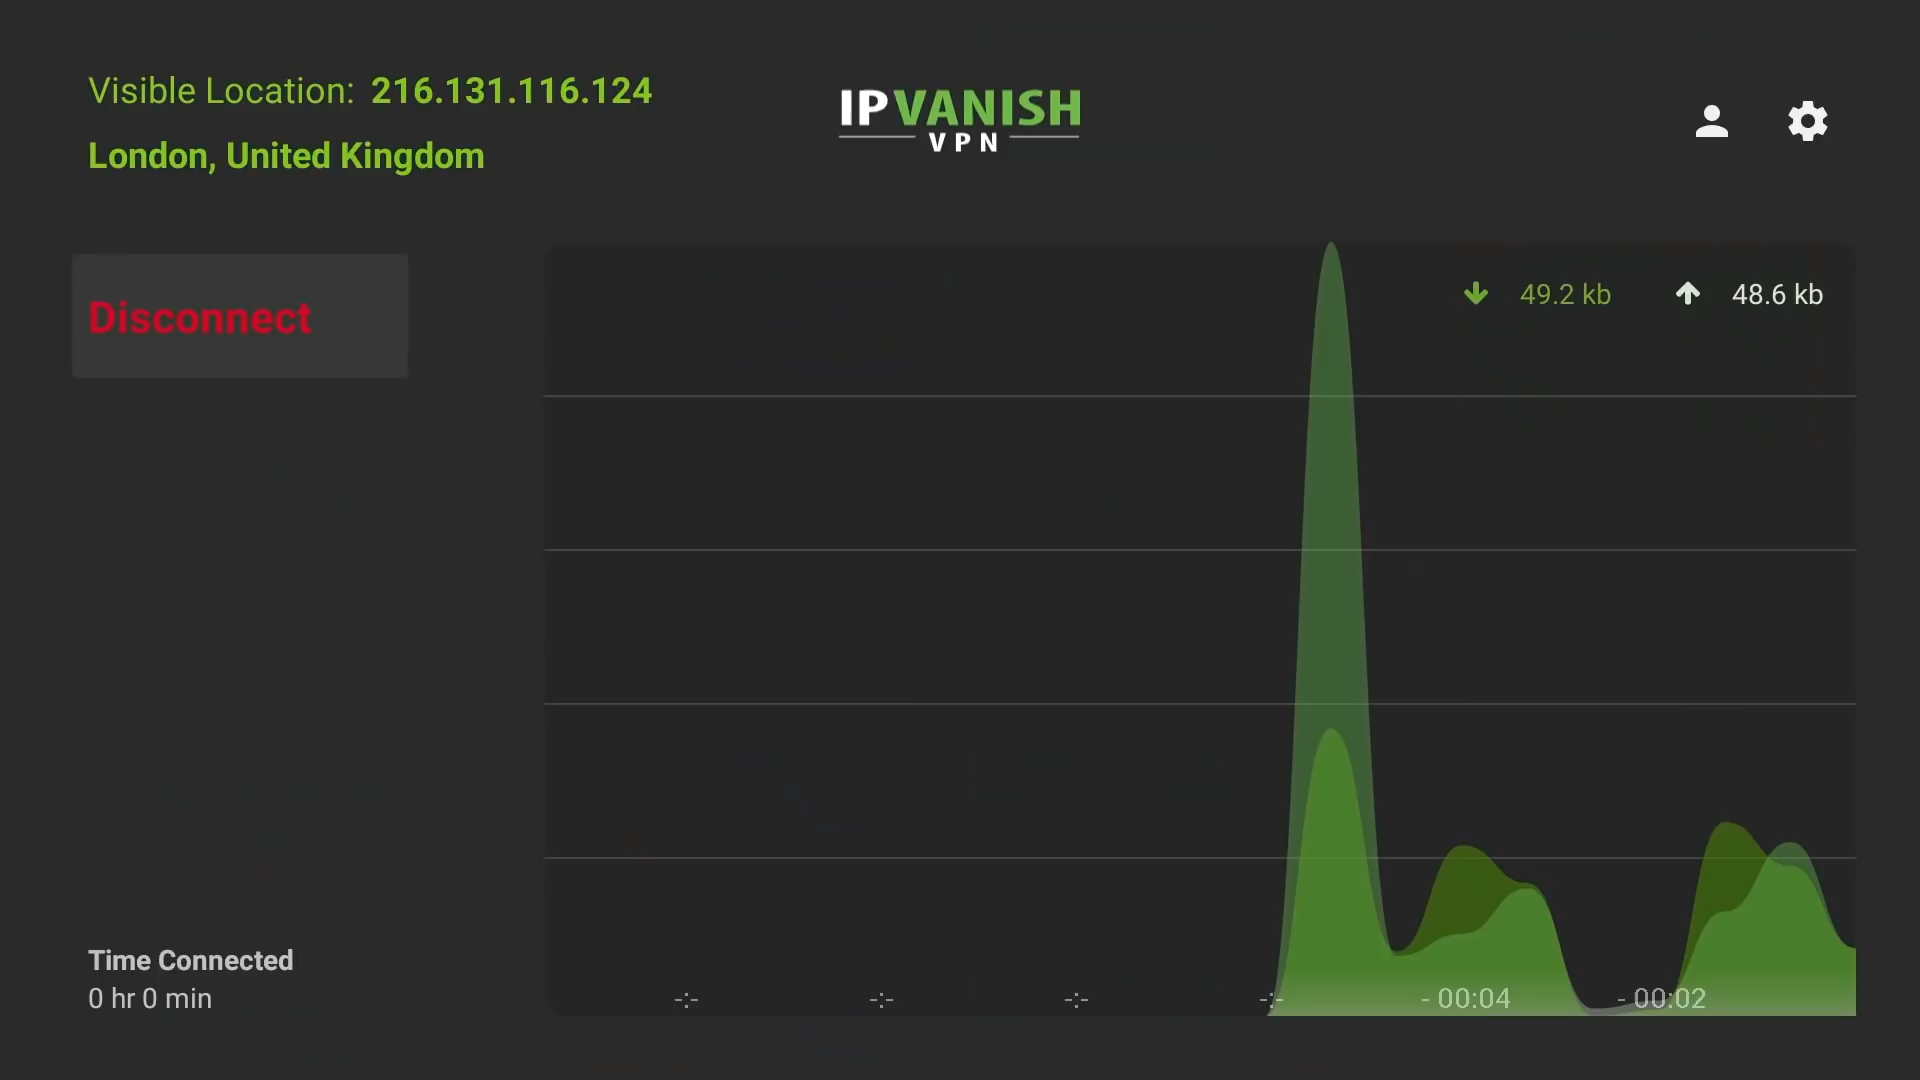 Visible Location: 216.131.116.124
London, United Kingdom
IPVANISH
VPN
Disconnect
49.2 kb
48.6 kb
Time Connected
0 hr 0 min
-:- -:- -:- -:- - 00:04 - 00:02